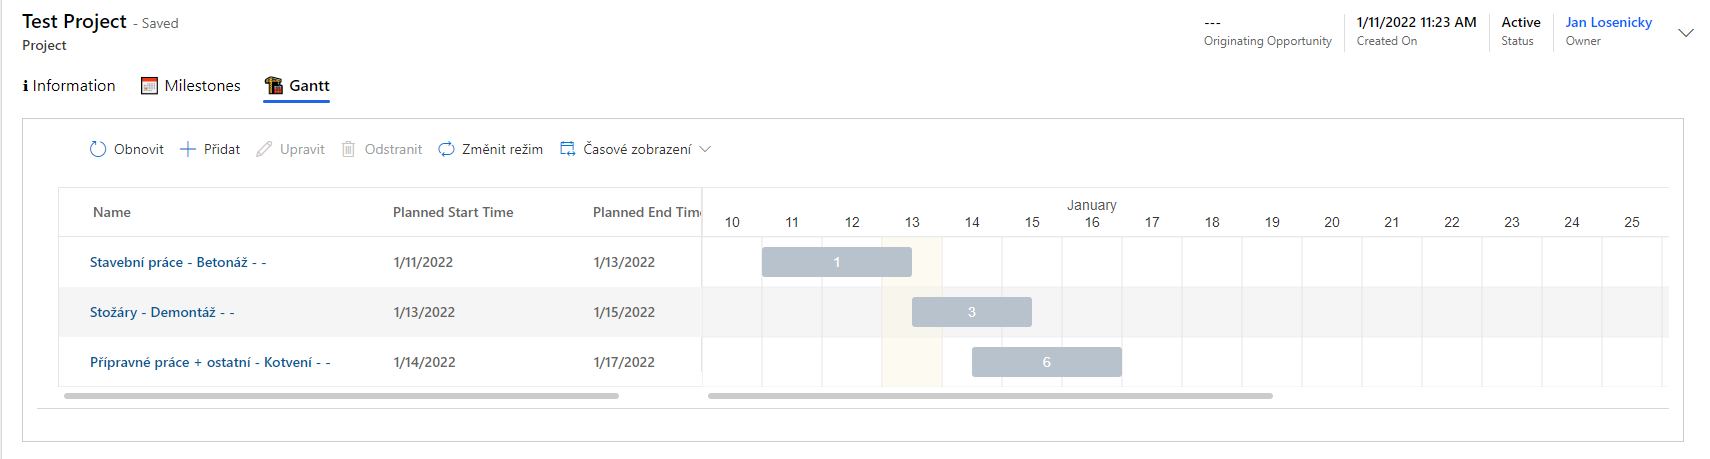 Test Project - Saved
Project
--- 1/11/2022 11:23 AM Active Jan Losenicky
Originating Opportunity Created On Status Owner
Information Milestones Gantt
Obnovit Přidat Upravit Odstranit Změnit režim Časové zobrazení
Name Planned Start Time Planned End Tim
January
10 11 12 13 14 15 16 17 18 19 20 21 22 23 24 25
Stavební práce - Betonáž - - 1/11/2022 1/13/2022 1
Stožáry - Demontáž - - 1/13/2022 1/15/2022 3
Přípravné práce + ostatní - Kotvení - - 1/14/2022 1/17/2022 6